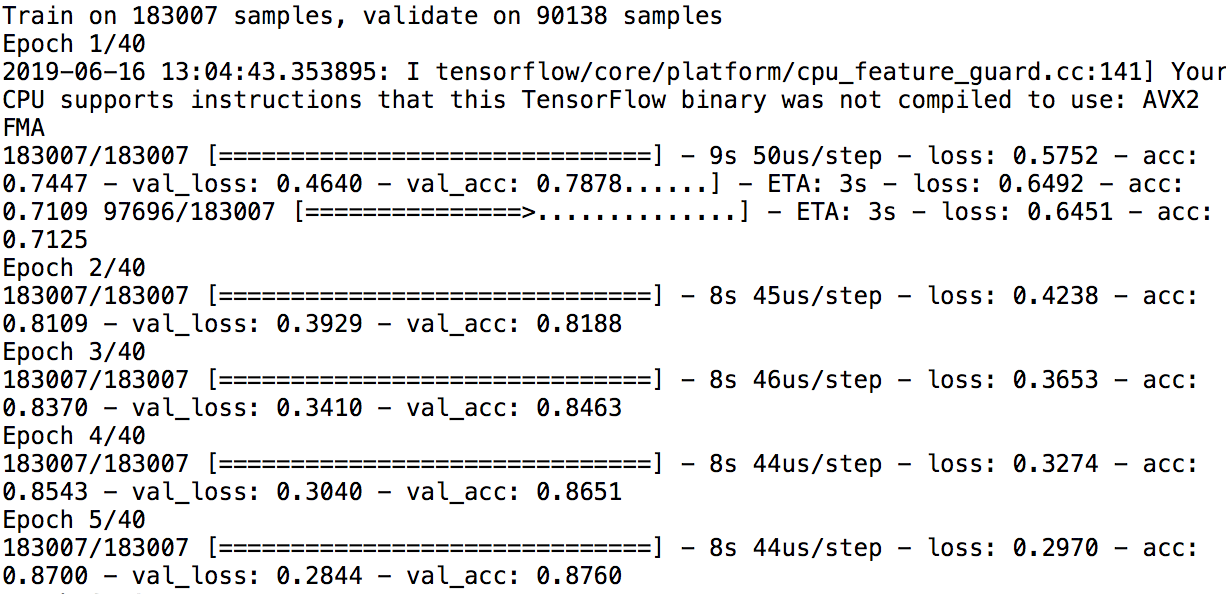 Train on 183007 samples, validate on 90138 samples
Epoch 1/40
2019-06-16 13:04:43.353895: I tensorflow/core/platform/cpu_feature_guard.cc:141] Your
CPU supports instructions that this TensorFlow binary was not compiled to use: AVX2
FMA
183007/183007 [==============================] - 9s 50us/step - loss: 0.5752 - acc:
0.7447 - val_loss: 0.4640 - val_acc: 0.7878......] - ETA: 3s - loss: 0.6492 - acc:
0.7109 97696/183007 [===============>..............] - ETA: 3s - loss: 0.6451 - acc:
0.7125
Epoch 2/40
183007/183007 [==============================] - 8s 45us/step - loss: 0.4238 - acc:
0.8109 - val_loss: 0.3929 - val_acc: 0.8188
Epoch 3/40
183007/183007 [==============================] - 8s 46us/step - loss: 0.3653 - acc:
0.8370 - val_loss: 0.3410 - val_acc: 0.8463
Epoch 4/40
183007/183007 [==============================] - 8s 44us/step - loss: 0.3274 - acc:
0.8543 - val_loss: 0.3040 - val_acc: 0.8651
Epoch 5/40
183007/183007 [==============================] - 8s 44us/step - loss: 0.2970 - acc:
0.8700 - val_loss: 0.2844 - val_acc: 0.8760